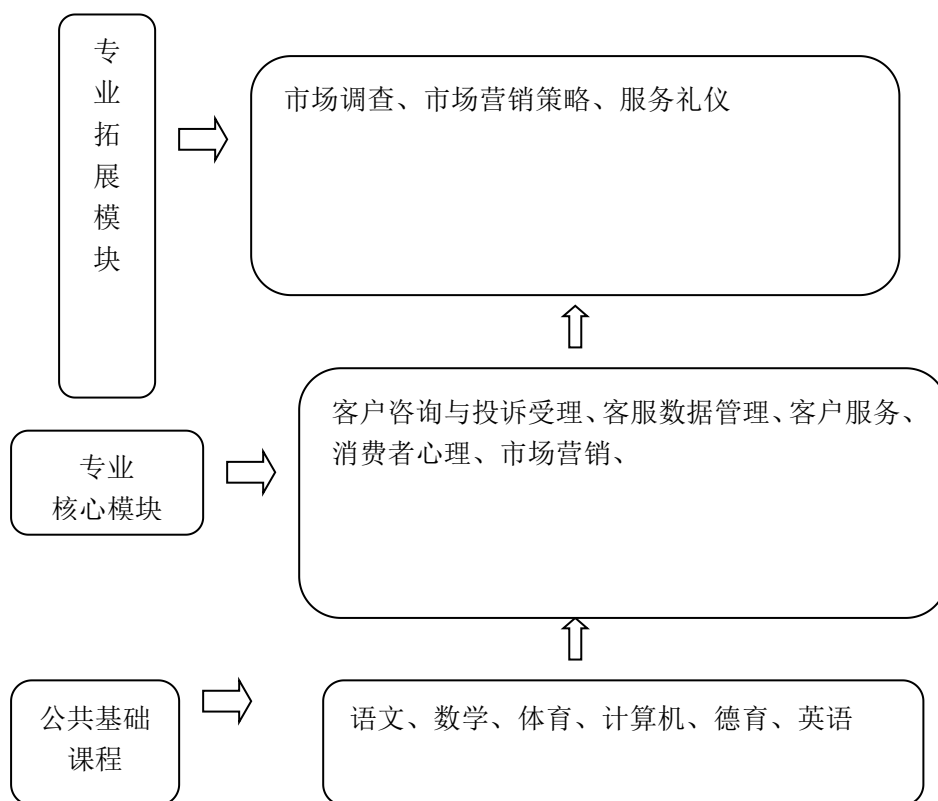 专
业
拓
展
模
块
市场调查、市场营销策略、服务礼仪
专业
核心模块
客户咨询与投诉受理、客服数据管理、客户服务、
消费者心理、市场营销、
公共基础
课程
语文、数学、体育、计算机、德育、英语